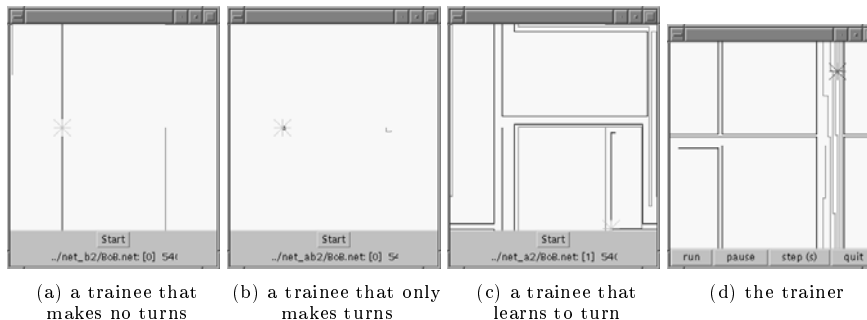 Start
../net_b2/BoB.net: [0] 54(
Start
../net_ab2/BoB.net: [0] 54
Start
../net_a2/BoB.net: [1] 54(
run pause step (s) quit
(a) a trainee that
makes no turns
(b) a trainee that only
makes turns
(c) a trainee that
learns to turn
(d) the trainer